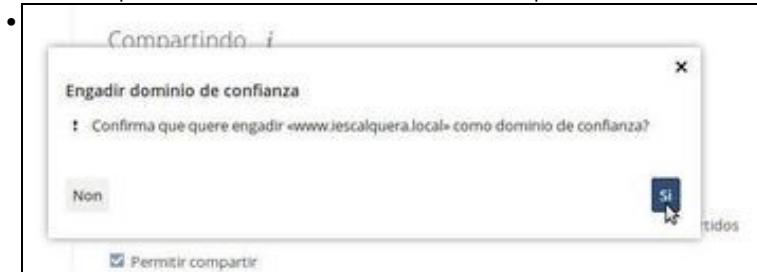 Compartindo i
×
Engadir dominio de confianza
! Confirma que quere engadir «www.iescalquera.local» como dominio de confianza?
Non
Si
tidos
Permitir compartir